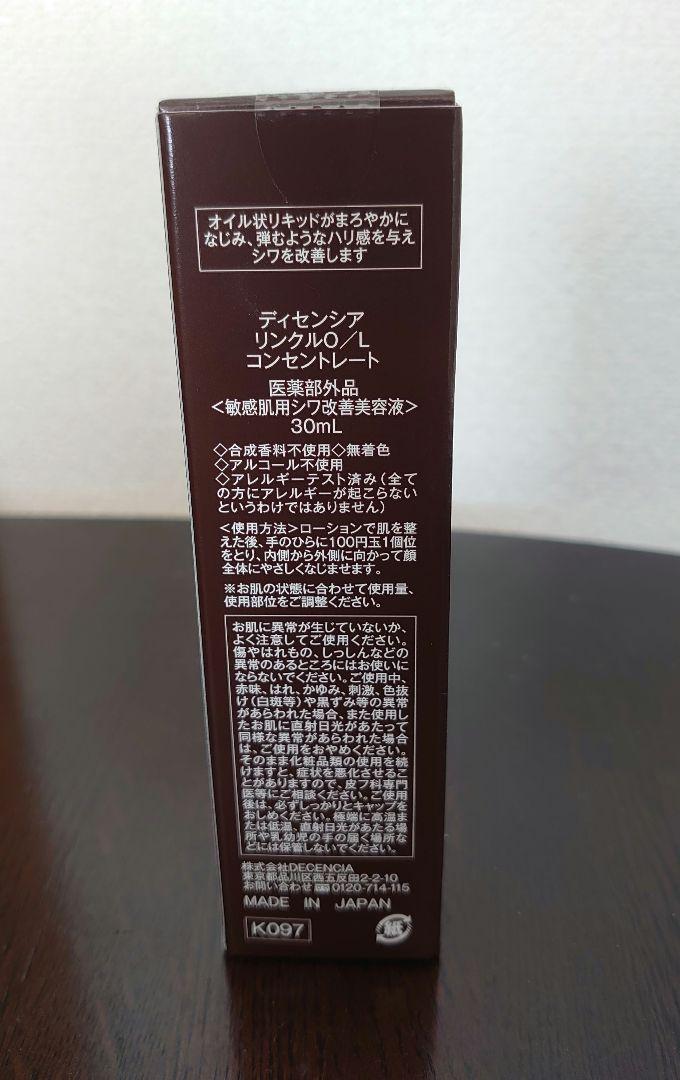 オイル状リキッドがまろやかに
なじみ、弾むようなハリ感を与え
シワを改善します
ディセンシア
リンクルO／L
コンセントレート
医薬部外品
＜敏感肌用シワ改善美容液＞
30mL
◇合成香料不使用◇無着色
◇アルコール不使用
◇アレルギーテスト済み（全て
の方にアレルギーが起こらない
というわけではありません）
＜使用方法＞ローションで肌を整
えた後、手のひらに100円玉1個位
をとり、内側から外側に向かって顔
全体にやさしくなじませます。
※お肌の状態に合わせて使用量、
使用部位をご調整ください。
お肌に異常が生じていないか、
よく注意してご使用ください。
傷やはれもの、しっしんなどの
異常のあるところにはお使いに
ならないでください。ご使用中、
赤味、はれ、かゆみ、刺激、色抜
け（白斑等）や黒ずみ等の異常
があらわれた場合、また使用し
たお肌に直射日光があたって
同様な異常があらわれた場合
は、ご使用をおやめください。
そのまま化粧品類の使用を続
けますと、症状を悪化させるこ
とがありますので、皮フ科専門
医等にご相談ください。ご使用
後は、必ずしっかりとキャップを
おしめください。極端に高温ま
たは低温、直射日光があたる場
所や乳幼児の手の届く場所な
どには保管しないでください。
株式会社DECENCIA
東京都品川区西五反田2-2-10
お問い合わせ 0120-714-115
MADE IN JAPAN
K097
紙